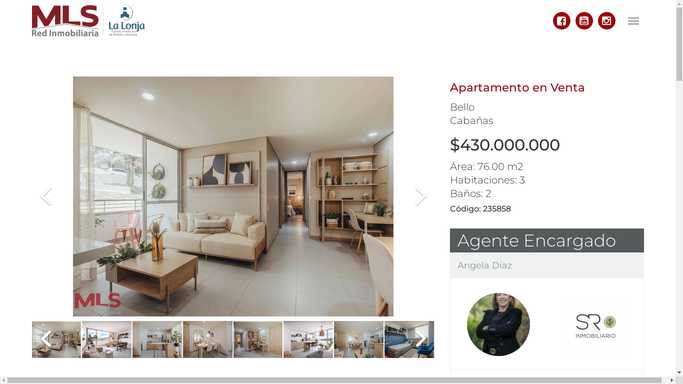 MLS
Red Inmobiliaria
La Lonja
Apartamento en Venta
Bello
Cabañas
$430.000.000
Área: 76.00 m2
Habitaciones: 3
Baños: 2
Código: 235858
Agente Encargado
Angela Diaz
MLS
SR
INMOBILIARIO